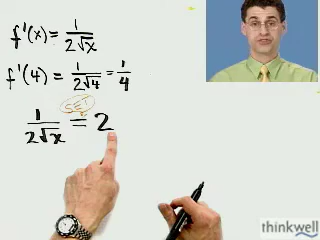 f'(x) = 1/2√x
f'(4) = 1/2√4 = 1/4
SET
1/2√x = 2
thinkwell